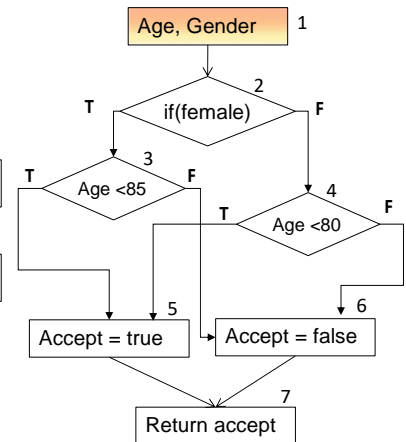 Age, Gender 1
2
T if(female) F
3
T Age <85 F
4
T Age <80 F
5
Accept = true
6
Accept = false
7
Return accept